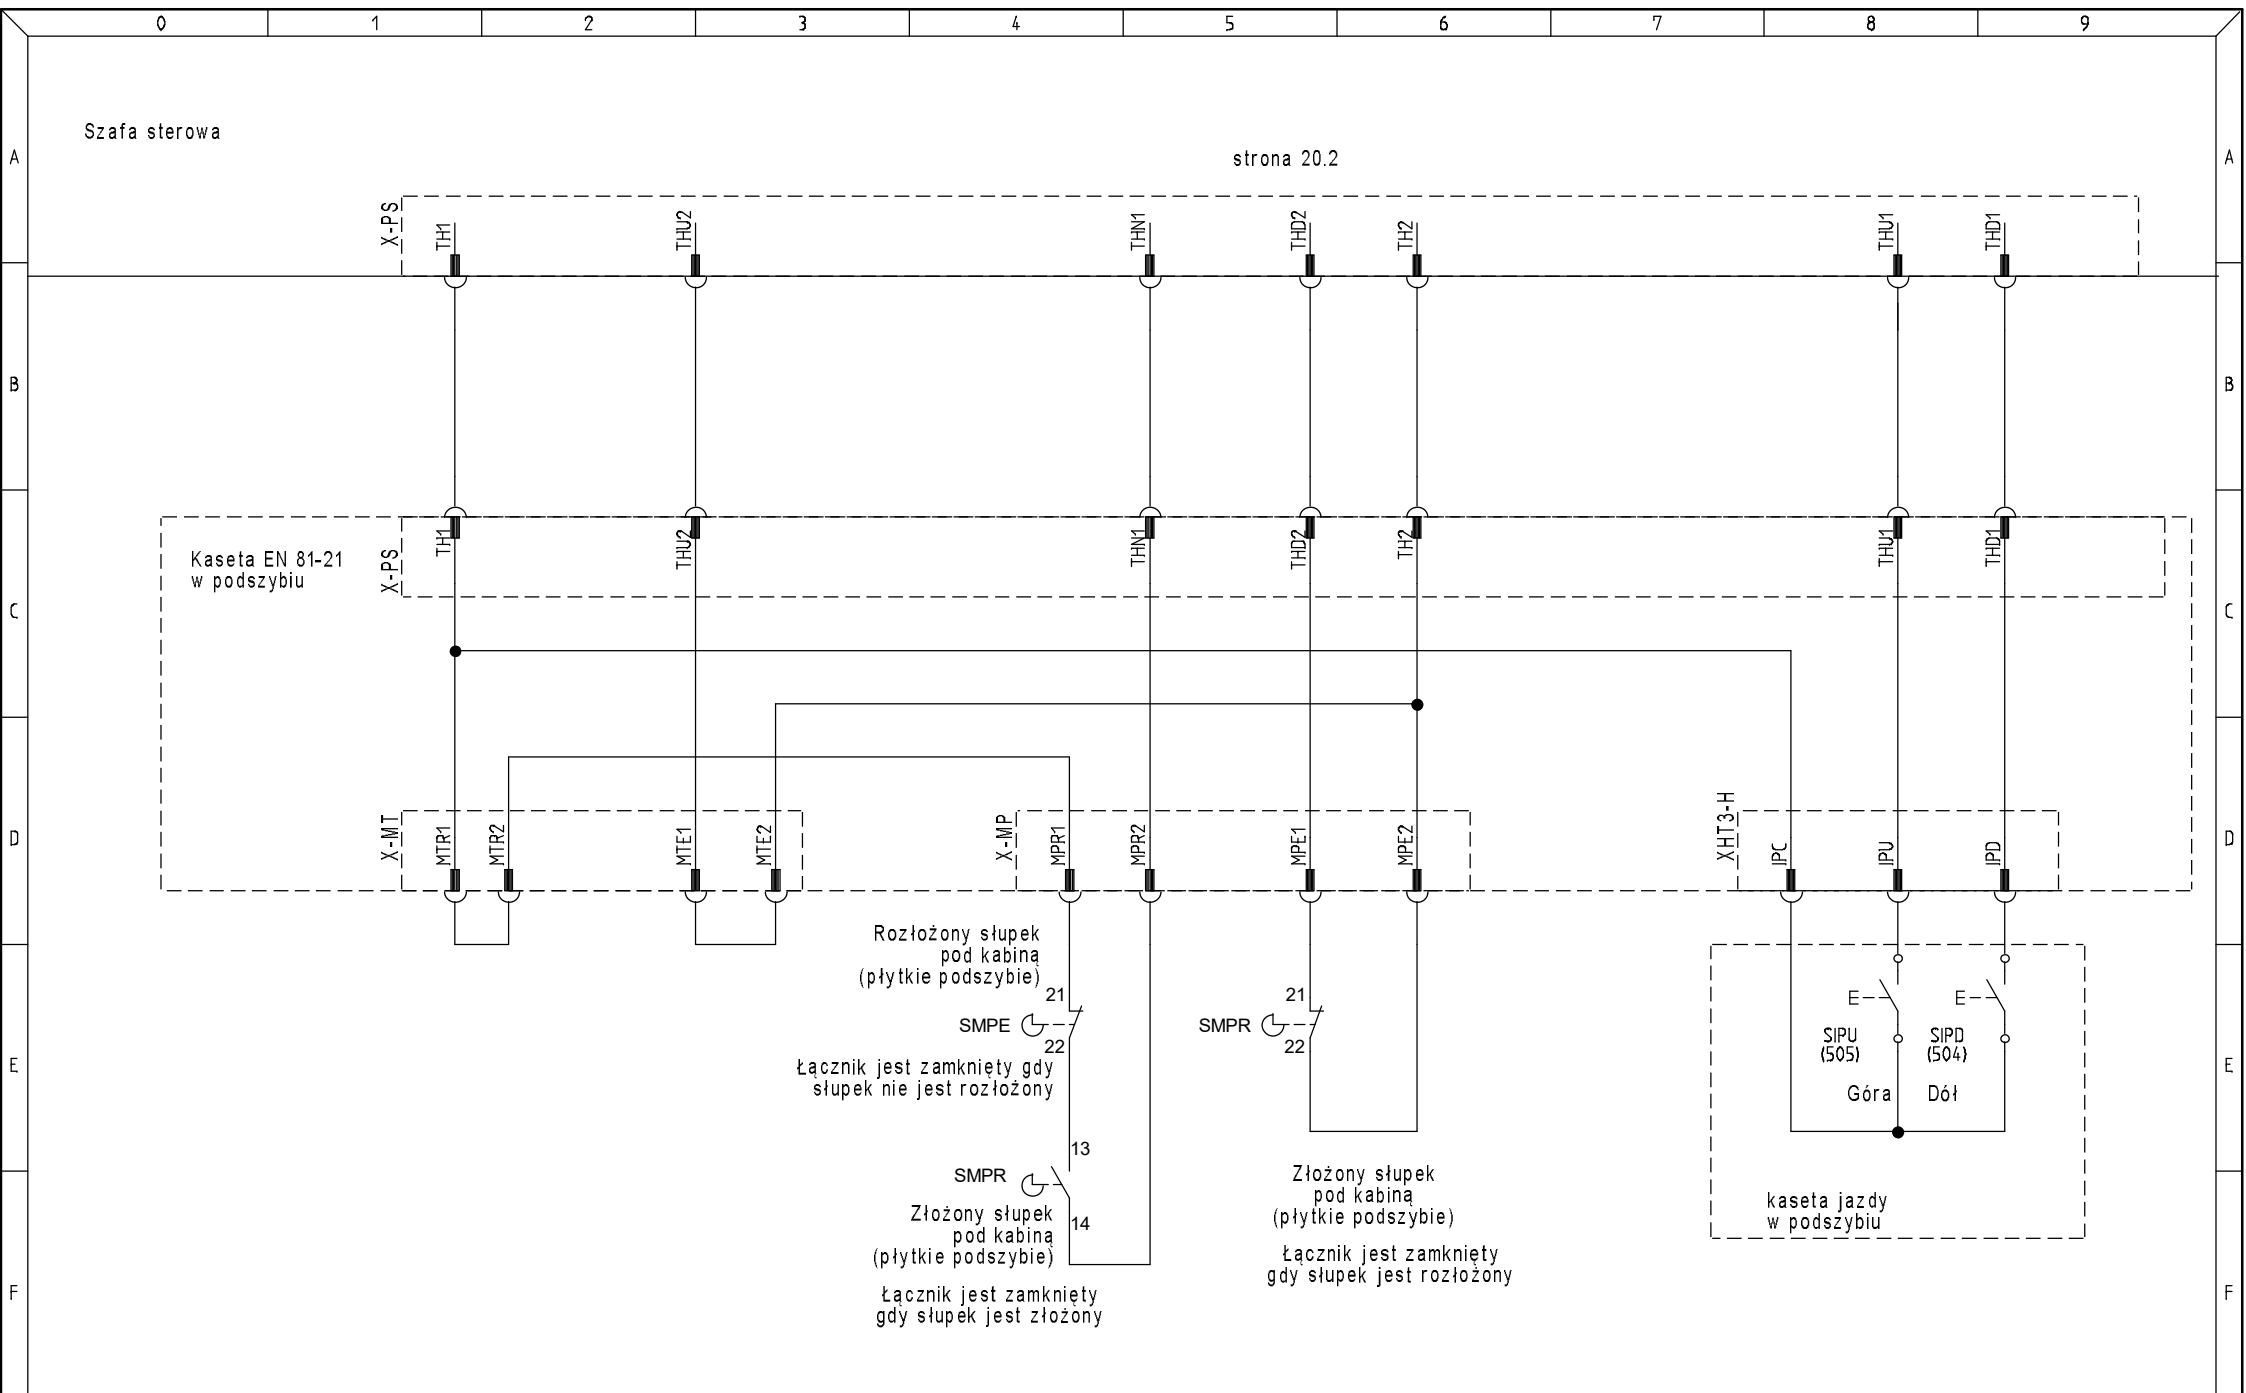 0 1 2 3 4 5 6 7 8 9
Szafa sterowa
A
A
strona 20.2
X-PS
TH1
THU2
THN1
THD2
TH2
THU1
THD1
B
B
Kaseta EN 81-21
w podszybiu
X-PS
TH1
THU2
THN1
THD2
TH2
THU1
THD1
C
C
X-MT
MTR1
MTR2
MTE1
MTE2
X-MP
MPR1
MPR2
MPE1
MPE2
XHT3-H
IPC
IPU
IPD
D
D
Rozłożony słupek
pod kabiną
(płytkie podszybie)
21
SMPE
22
Łącznik jest zamknięty gdy
słupek nie jest rozłożony
21
SMPR
22
E
E
SIPU
(505)
SIPD
(504)
Góra
Dół
E
E
13
SMPR
14
Złożony słupek
pod kabiną
(płytkie podszybie)
Łącznik jest zamknięty
gdy słupek jest złożony
Złożony słupek
pod kabiną
(płytkie podszybie)
Łącznik jest zamknięty
gdy słupek jest rozłożony
kaseta jazdy
w podszybiu
F
F